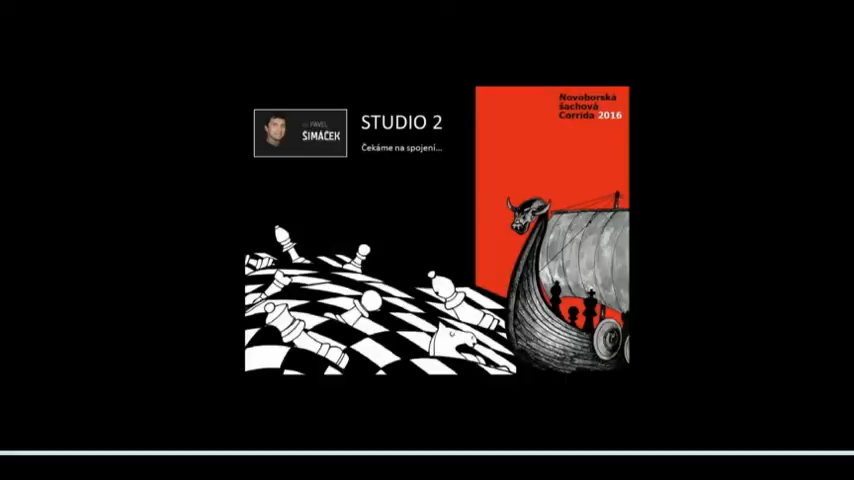 PAVEL
ŠIMÁČEK
STUDIO 2
Čekáme na spojení...
Novoborská
šachová
Corrida 2016